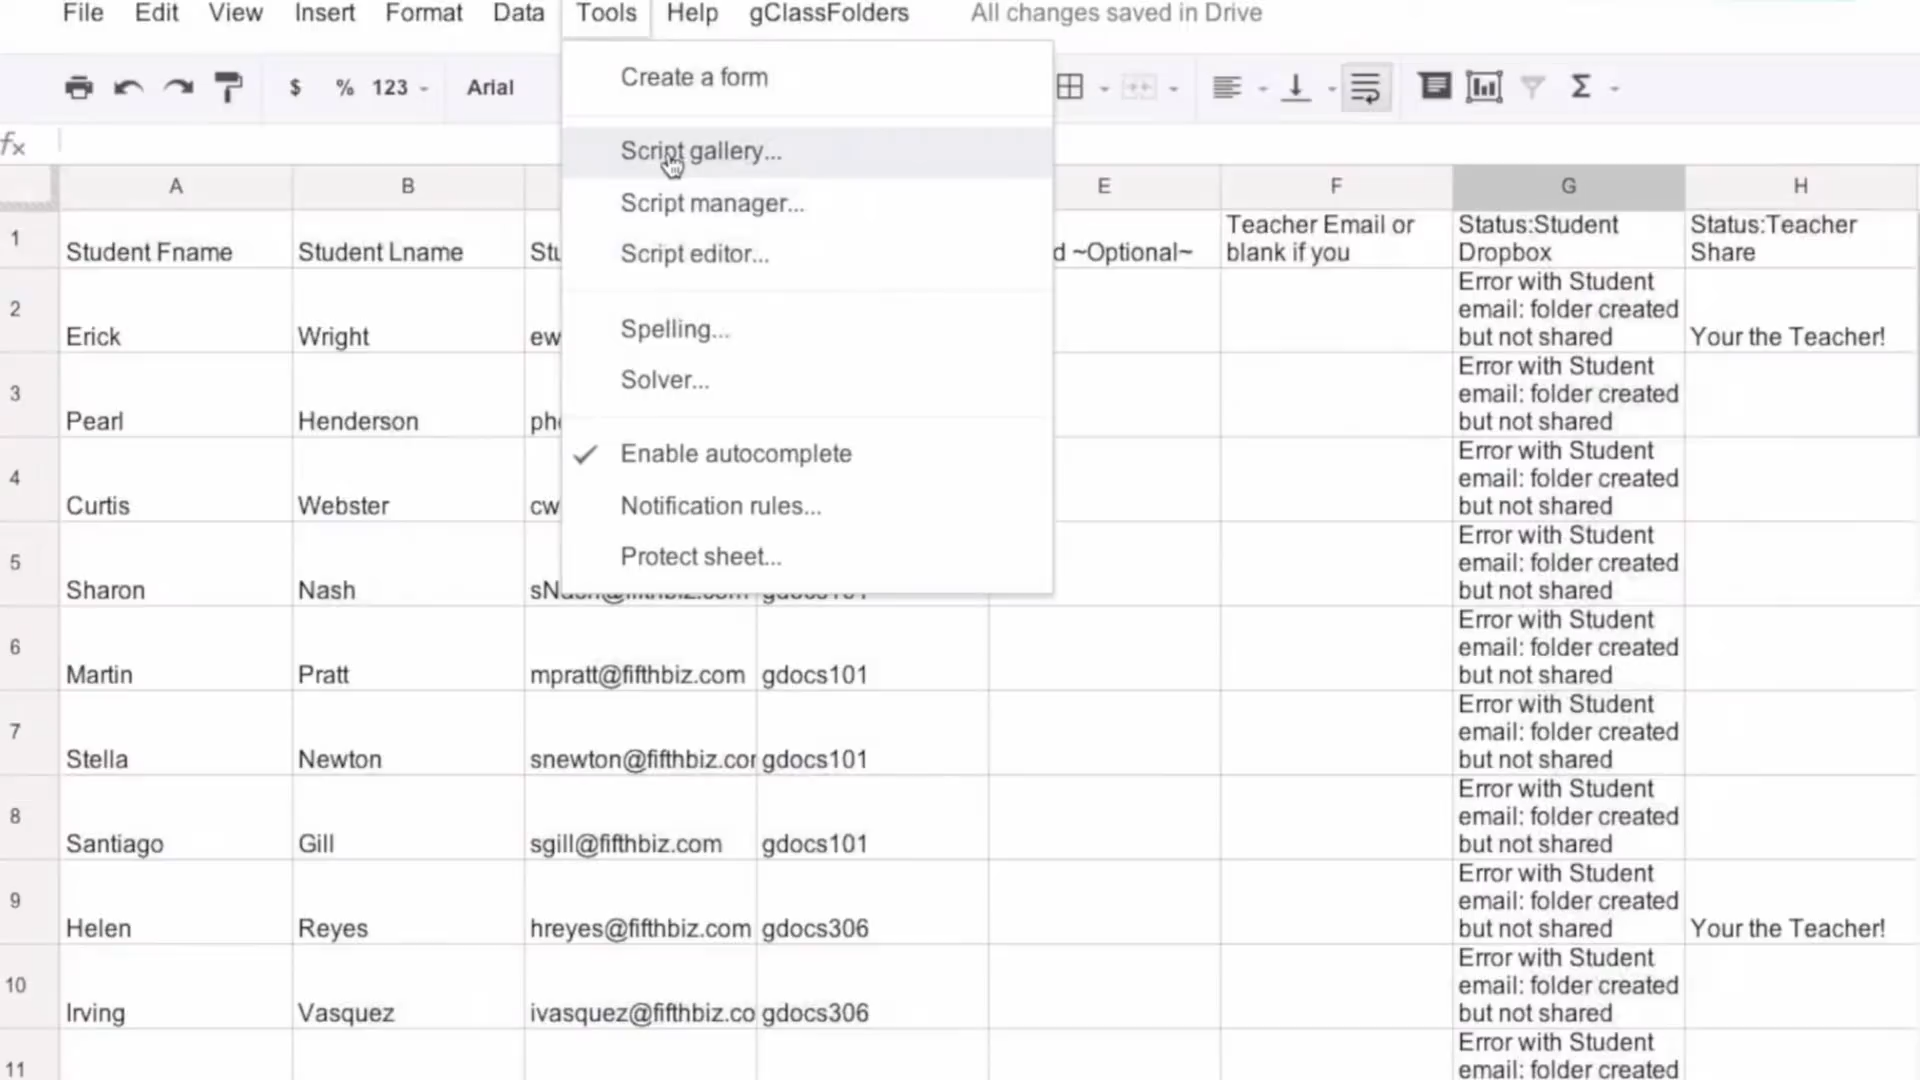 File Edit View Insert Format Data Tools Help gClassFolders All changes saved in Drive
$ % 123 Arial Σ
Create a form
Script gallery...
Script manager...
Script editor...
Spelling...
Solver...
Enable autocomplete
Notification rules...
Protect sheet...
fx
A B E F G H
1 Student Fname Student Lname Stu d ~Optional~
Teacher Email or
blank if you
Status:Student
Dropbox
Status:Teacher
Share
2 Erick Wright ew
Error with Student
email: folder created
but not shared
Your the Teacher!
3 Pearl Henderson
Error with Student
email: folder created
but not shared
4 Curtis Webster cw
Error with Student
email: folder created
but not shared
5 Sharon Nash
Error with Student
email: folder created
but not shared
6 Martin Pratt mpratt@fifthbiz.com gdocs101
Error with Student
email: folder created
but not shared
7 Stella Newton snewton@fifthbiz.cor gdocs101
Error with Student
email: folder created
but not shared
8 Santiago Gill sgill@fifthbiz.com gdocs101
Error with Student
email: folder created
but not shared
9 Helen Reyes hreyes@fifthbiz.com gdocs306
Error with Student
email: folder created
but not shared
Your the Teacher!
10 Irving Vasquez ivasquez@fifthbiz.co gdocs306
Error with Student
email: folder created
but not shared
11
Error with Student
email: folder created